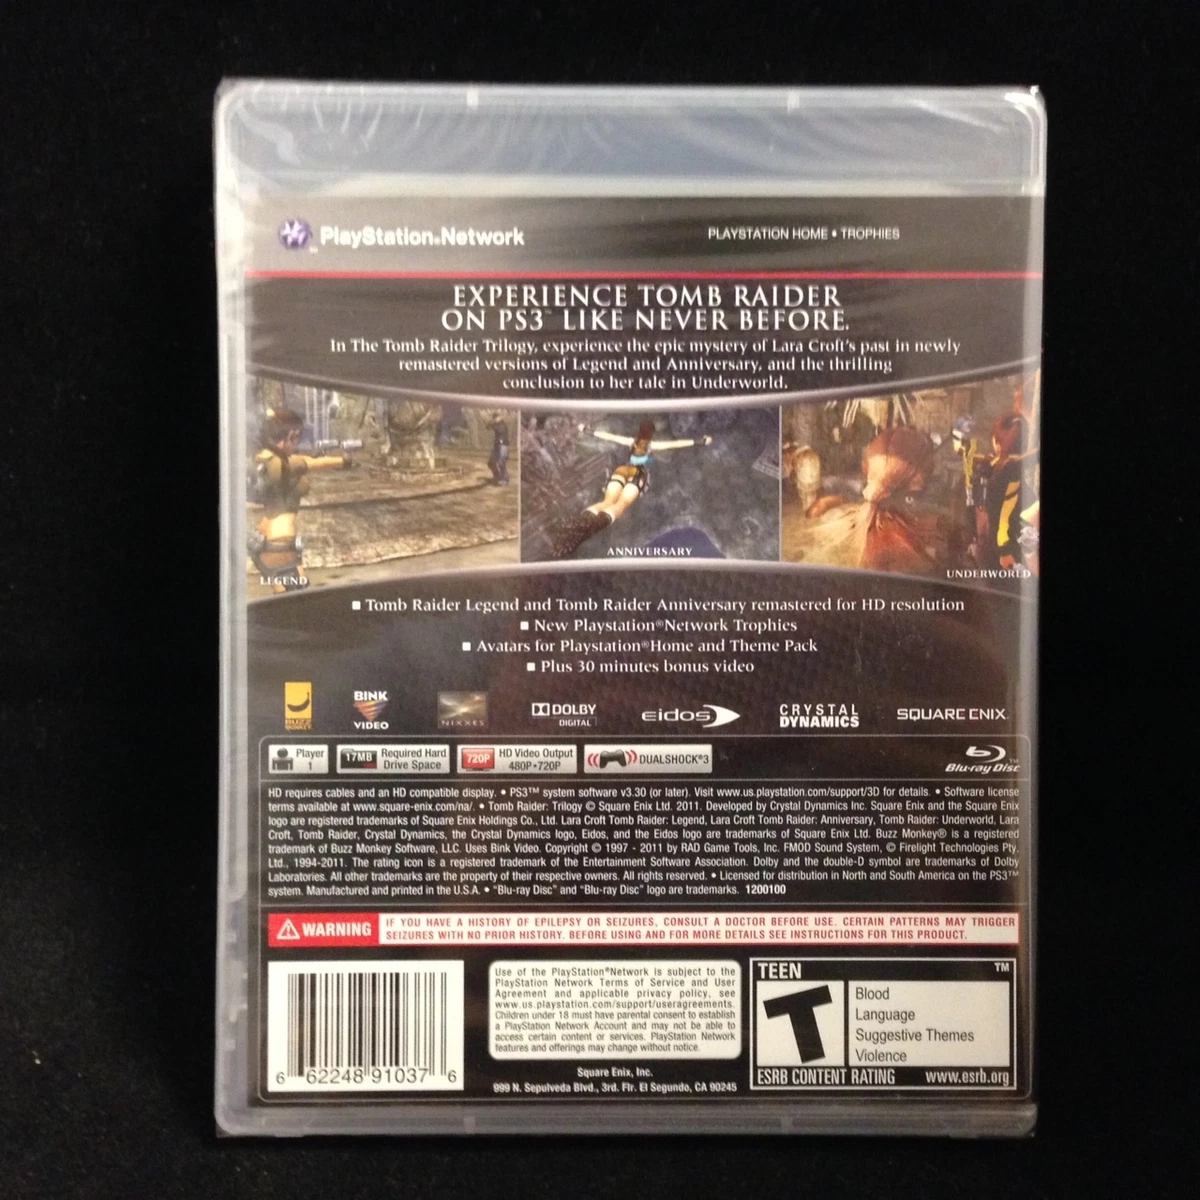 PlayStation®Network
PLAYSTATION HOME • TROPHIES
EXPERIENCE TOMB RAIDER
ON PS3™ LIKE NEVER BEFORE.
In The Tomb Raider Trilogy, experience the epic mystery of Lara Croft's past in newly
remastered versions of Legend and Anniversary, and the thrilling
conclusion to her tale in Underworld.
LEGEND
ANNIVERSARY
UNDERWORLD
■ Tomb Raider Legend and Tomb Raider Anniversary remastered for HD resolution
■ New Playstation®Network Trophies
■ Avatars for Playstation®Home and Theme Pack
■ Plus 30 minutes bonus video
BUZZ
MONKEY
BINK
VIDEO
NIXXES
DOLBY
DIGITAL
eidos
CRYSTAL
DYNAMICS
SQUARE ENIX
Player
1
17MB
Required Hard
Drive Space
720P
HD Video Output
480P•720P
DUALSHOCK®3
Blu-ray Disc™
HD requires cables and an HD compatible display. • PS3™ system software v3.30 (or later). Visit www.us.playstation.com/support/3D for details. • Software license
terms available at www.square-enix.com/na/. • Tomb Raider: Trilogy © Square Enix Ltd. 2011. Developed by Crystal Dynamics Inc. Square Enix and the Square Enix
logo are registered trademarks of Square Enix Holdings Co., Ltd. Lara Croft Tomb Raider: Legend, Lara Croft Tomb Raider: Anniversary, Tomb Raider: Underworld, Lara
Croft, Tomb Raider, Crystal Dynamics, the Crystal Dynamics logo, Eidos, and the Eidos logo are trademarks of Square Enix Ltd. Buzz Monkey® is a registered
trademark of Buzz Monkey Software, LLC. Uses Bink Video. Copyright © 1997 - 2011 by RAD Game Tools, Inc. FMOD Sound System, © Firelight Technologies Pty,
Ltd., 1994-2011. The rating icon is a registered trademark of the Entertainment Software Association. Dolby and the double-D symbol are trademarks of Dolby
Laboratories. All other trademarks are the property of their respective owners. All rights reserved. • Licensed for distribution in North and South America on the PS3™
system. Manufactured and printed in the U.S.A. • "Blu-ray Disc" and "Blu-ray Disc" logo are trademarks. 1200100
WARNING
IF YOU HAVE A HISTORY OF EPILEPSY OR SEIZURES, CONSULT A DOCTOR BEFORE USE. CERTAIN PATTERNS MAY TRIGGER
SEIZURES WITH NO PRIOR HISTORY. BEFORE USING AND FOR MORE DETAILS SEE INSTRUCTIONS FOR THIS PRODUCT.
6 62248 91037 6
Use of the PlayStation®Network is subject to the
PlayStation Network Terms of Service and User
Agreement and applicable privacy policy, see
www.us.playstation.com/support/useragreements.
Children under 18 must have parental consent to establish
a PlayStation Network Account and may not be able to
access certain content or services. PlayStation Network
features and offerings may change without notice.
Square Enix, Inc.
999 N. Sepulveda Blvd., 3rd. Flr. El Segundo, CA 90245
TEEN ™
T
Blood
Language
Suggestive Themes
Violence
ESRB CONTENT RATING www.esrb.org